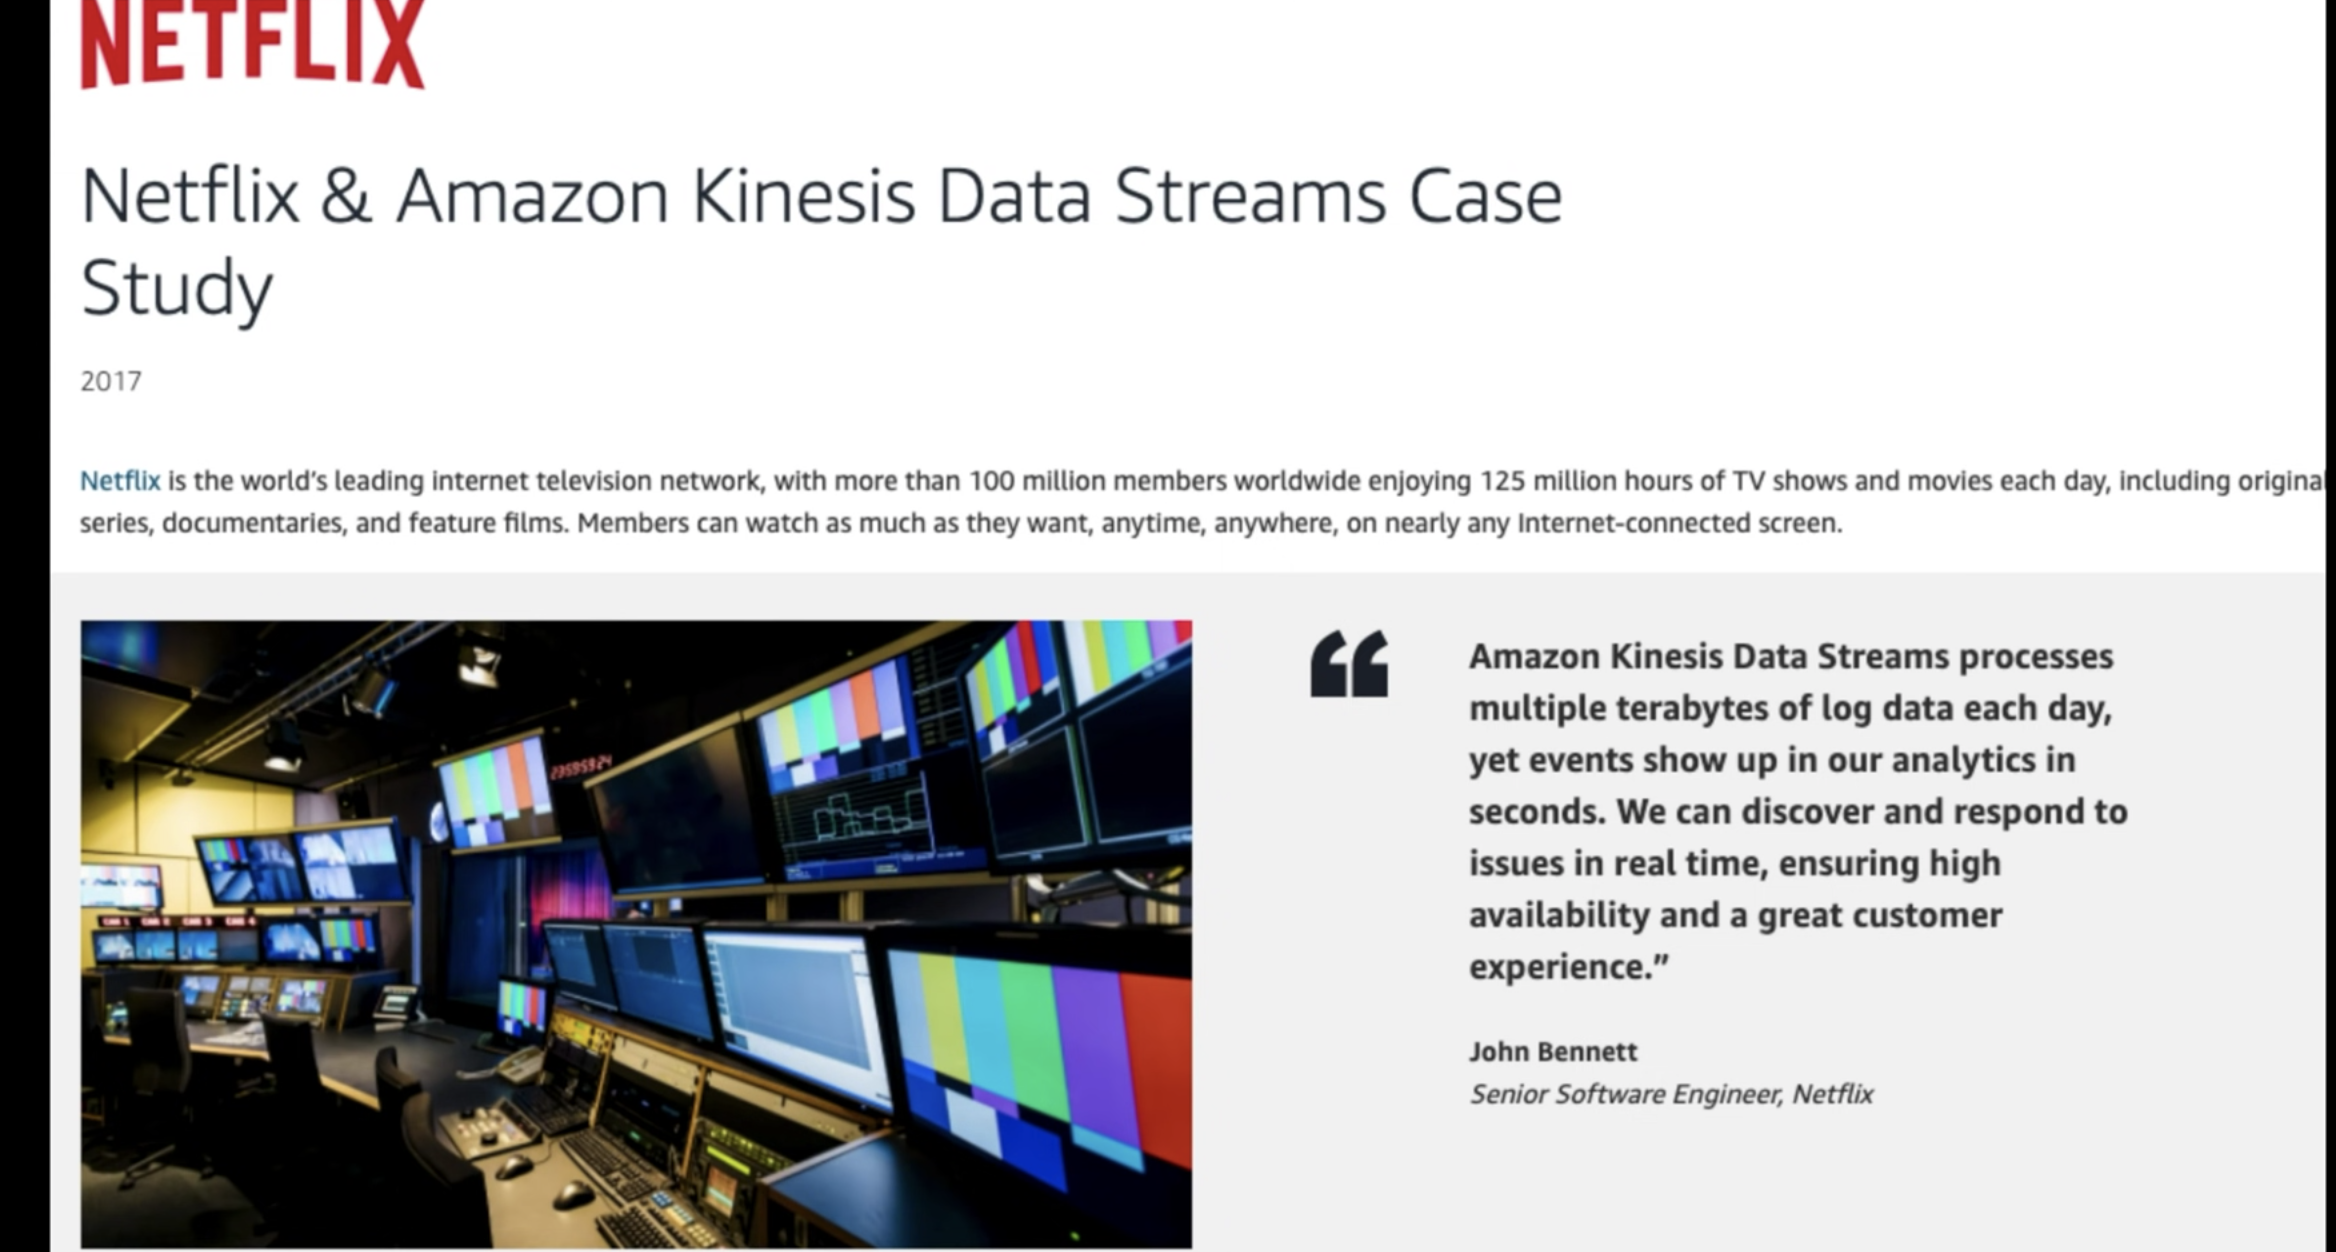 NETFLIX
Netflix & Amazon Kinesis Data Streams Case
Study
2017
Netflix is the world's leading internet television network, with more than 100 million members worldwide enjoying 125 million hours of TV shows and movies each day, including original
series, documentaries, and feature films. Members can watch as much as they want, anytime, anywhere, on nearly any Internet-connected screen.
“
Amazon Kinesis Data Streams processes
multiple terabytes of log data each day,
yet events show up in our analytics in
seconds. We can discover and respond to
issues in real time, ensuring high
availability and a great customer
experience.”
John Bennett
Senior Software Engineer, Netflix